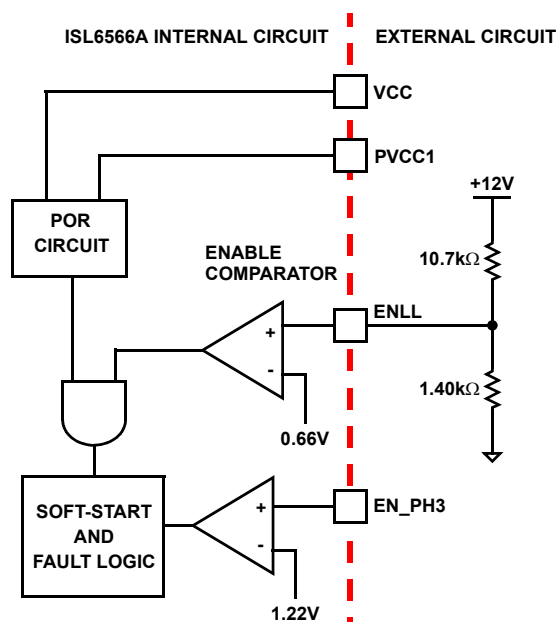 ISL6566A INTERNAL CIRCUIT
EXTERNAL CIRCUIT
VCC
PVCC1
+12V
POR
CIRCUIT
10.7kΩ
ENABLE
COMPARATOR
ENLL
+
-
1.40kΩ
0.66V
SOFT-START
AND
FAULT LOGIC
+
-
EN_PH3
1.22V